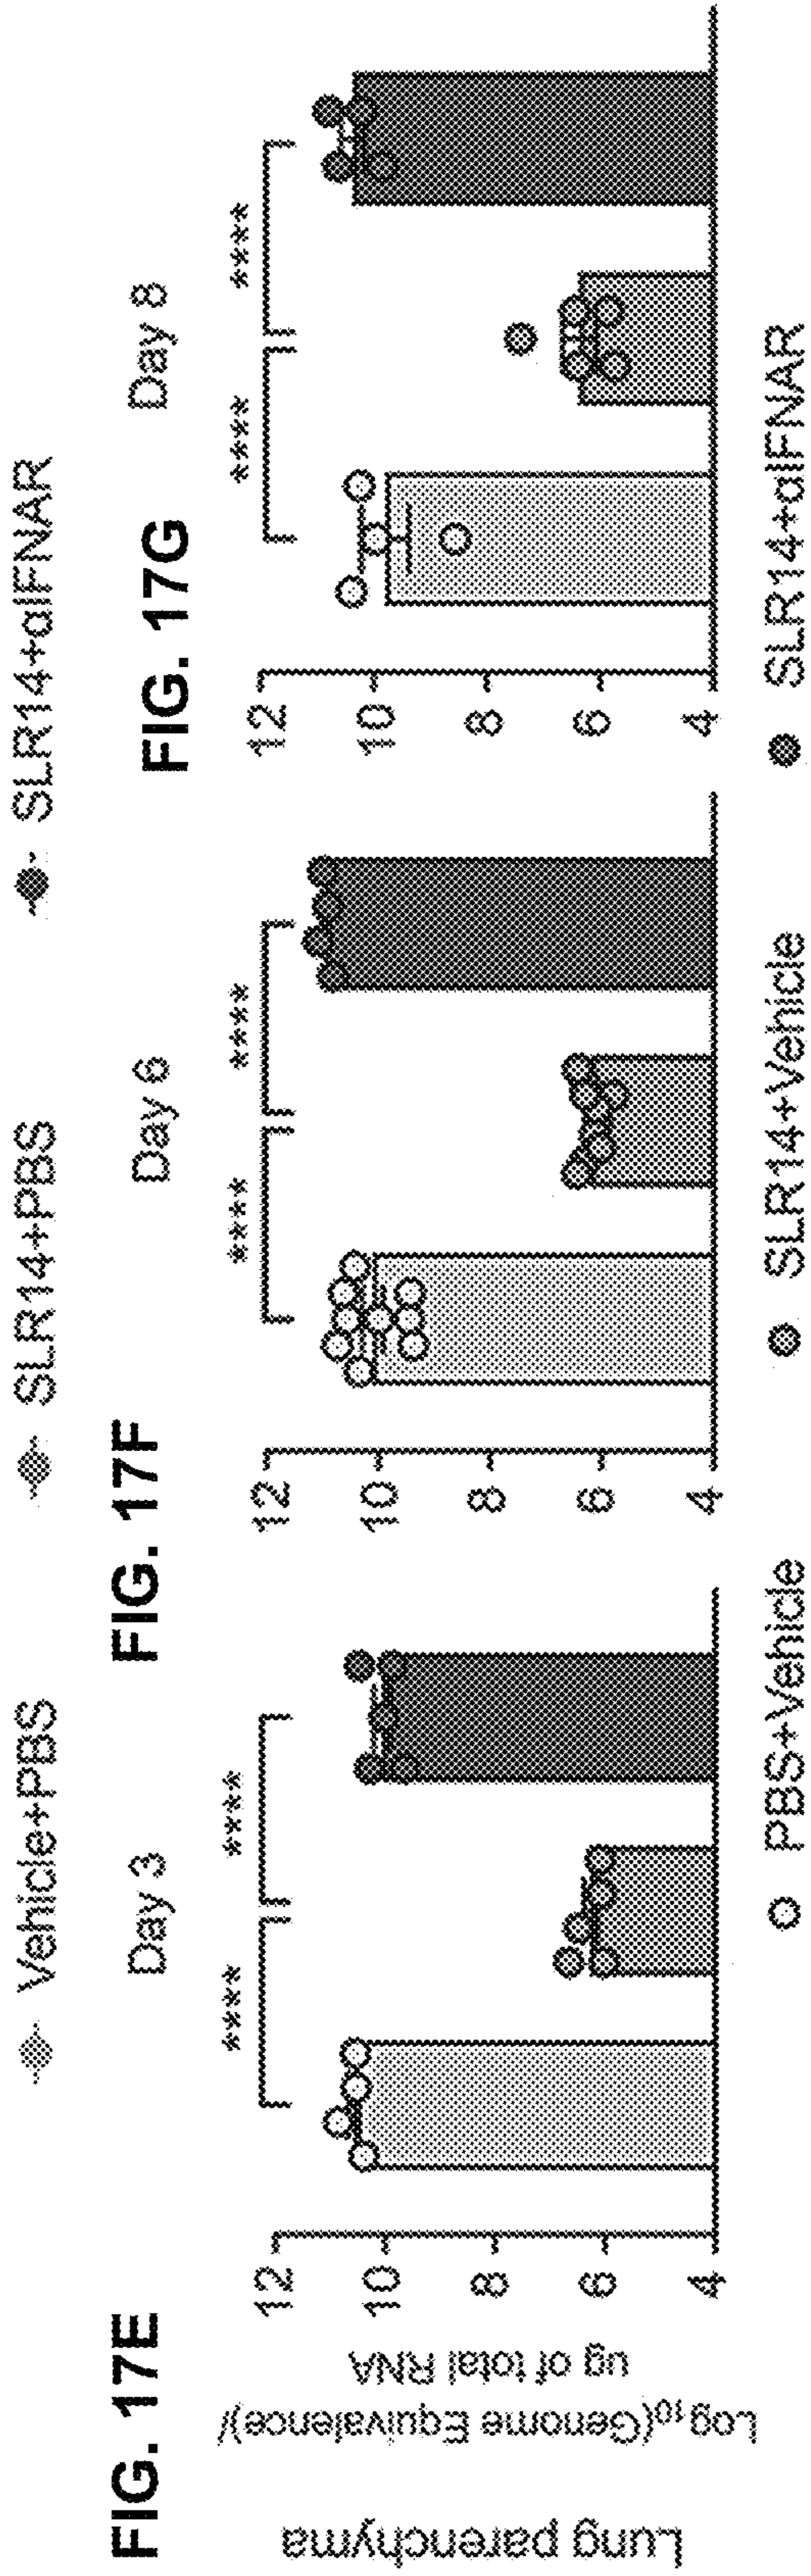 Vehicle+PBS SLR14+PBS SLR14+αIFNAR
FIG. 17E
Day 3
Lung parenchyma
Log10(Genome Equivalence)/
ug of total RNA
12
10
8
6
4
**** ****
FIG. 17F
Day 6
12
10
8
6
4
**** ****
FIG. 17G
Day 8
12
10
8
6
4
**** ****
PBS+Vehicle SLR14+Vehicle SLR14+αIFNAR